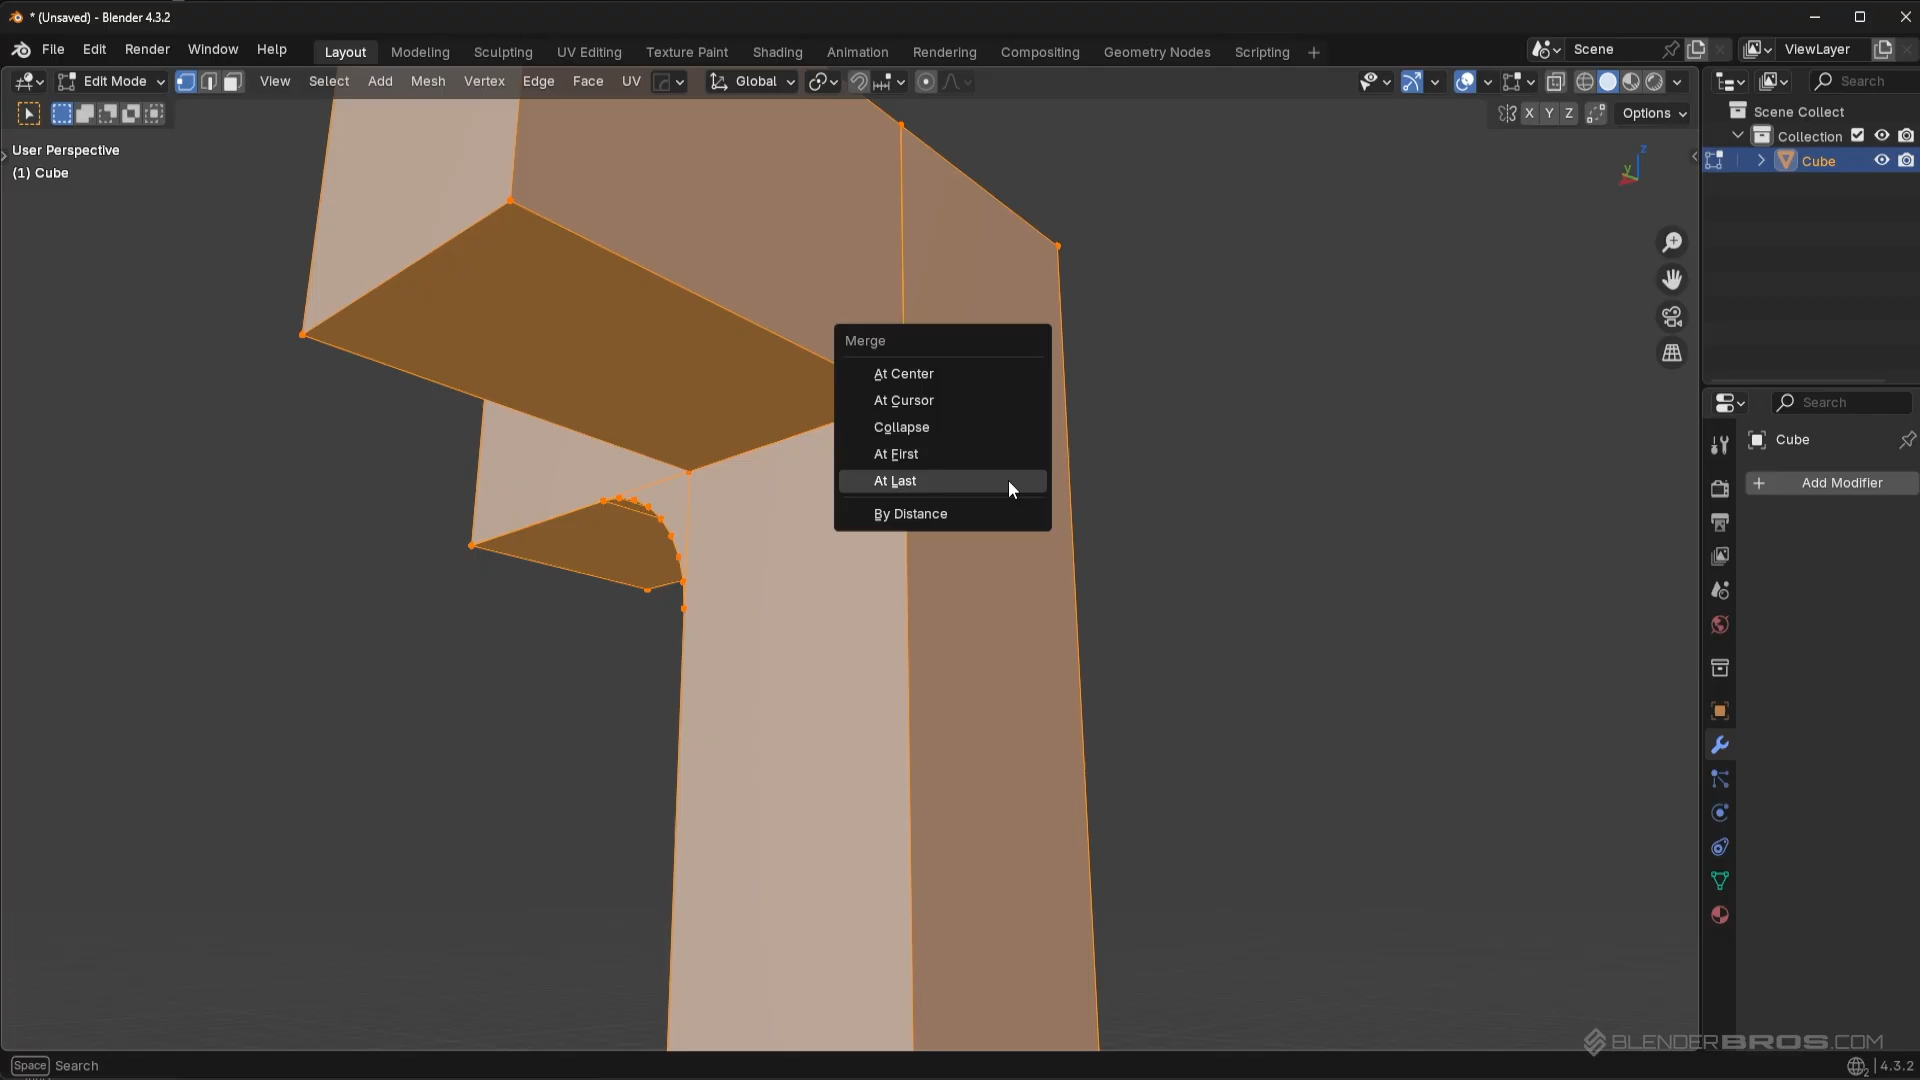 * (Unsaved) - Blender 4.3.2
File Edit Render Window Help Layout Modeling Sculpting UV Editing Texture Paint Shading Animation Rendering Compositing Geometry Nodes Scripting + Scene ViewLayer
Edit Mode View Select Add Mesh Vertex Edge Face UV Global Search
X Y Z Options
Scene Collect
Collection
Cube
User Perspective
(1) Cube
Z
Y
Merge
At Center
At Cursor
Collapse
At First
At Last
By Distance
Search
Cube
+ Add Modifier
BLENDERBROS.COM
Space Search
4.3.2